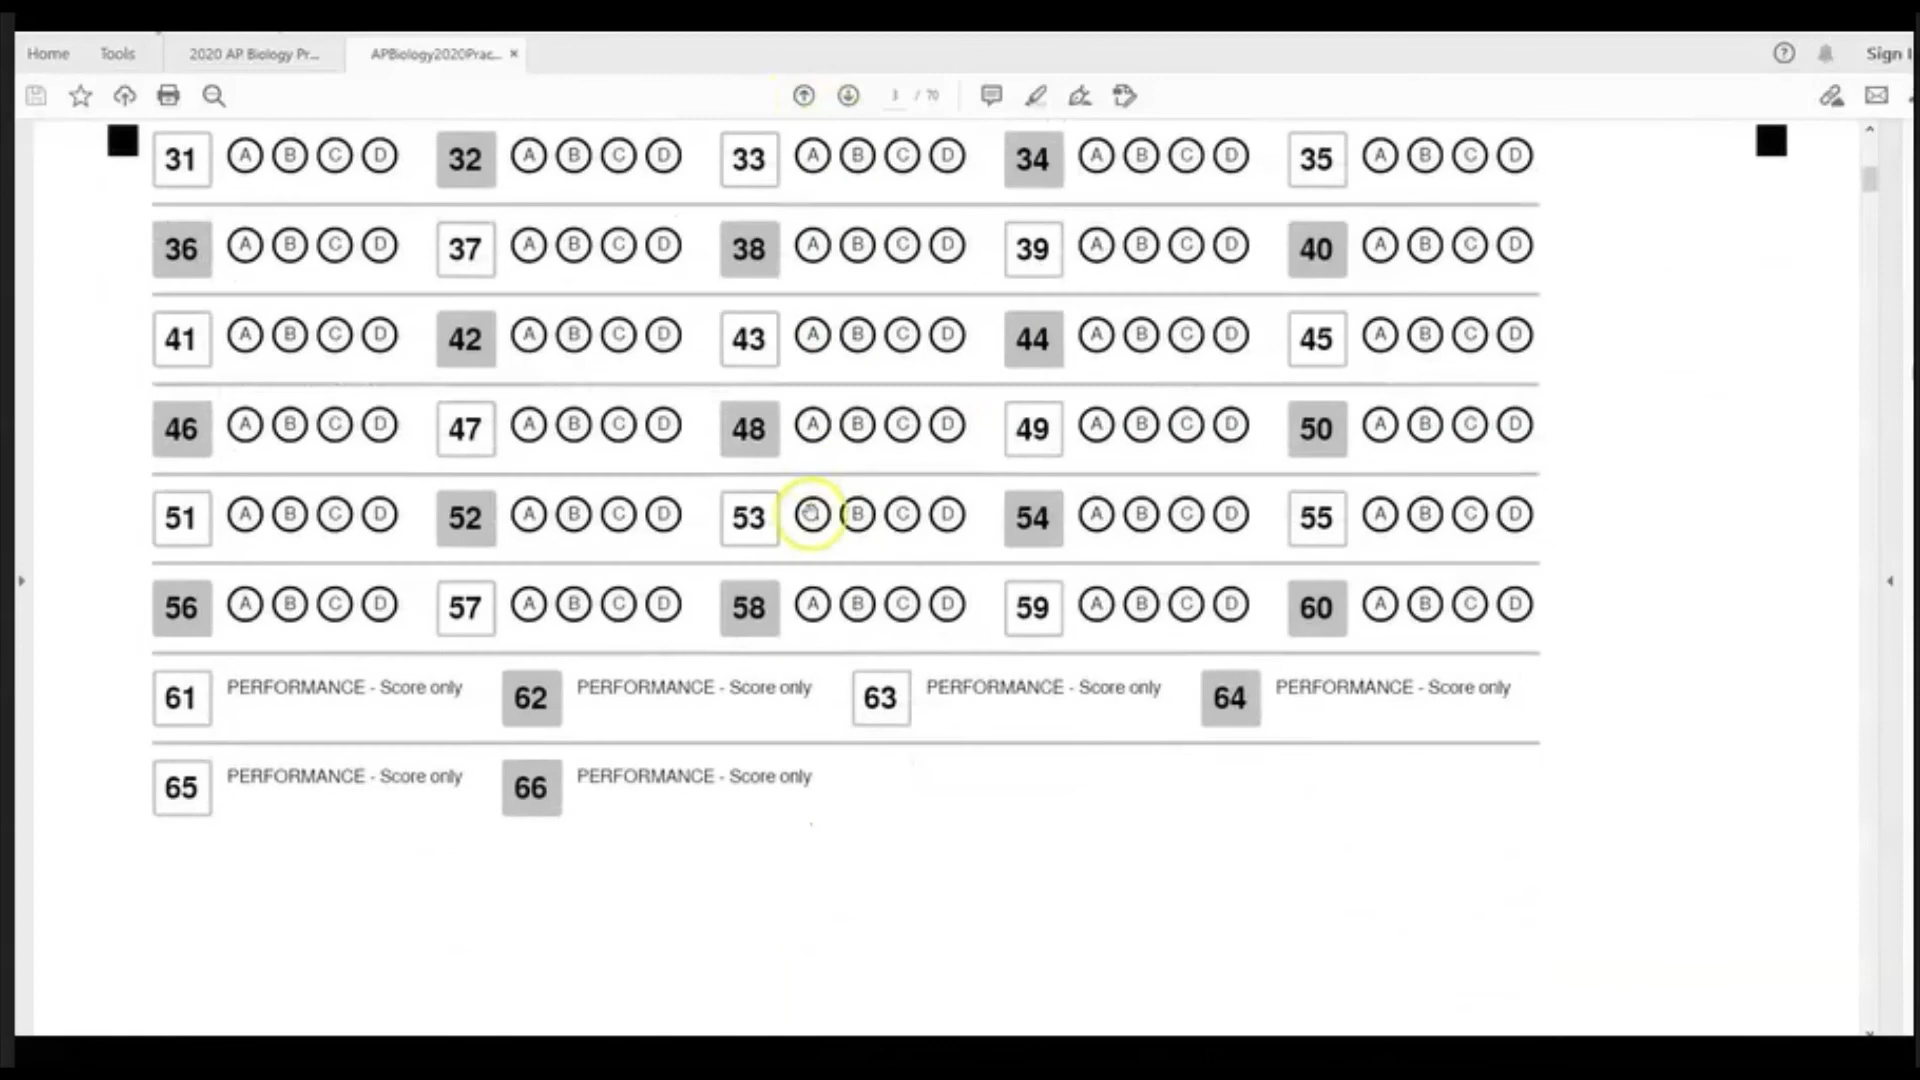 Home Tools 2020 AP Biology Pr... APBiology2020Prac... × ? Sign I
3 / 70
31 A B C D 32 A B C D 33 A B C D 34 A B C D 35 A B C D
36 A B C D 37 A B C D 38 A B C D 39 A B C D 40 A B C D
41 A B C D 42 A B C D 43 A B C D 44 A B C D 45 A B C D
46 A B C D 47 A B C D 48 A B C D 49 A B C D 50 A B C D
51 A B C D 52 A B C D 53 B C D 54 A B C D 55 A B C D
56 A B C D 57 A B C D 58 A B C D 59 A B C D 60 A B C D
61 PERFORMANCE - Score only 62 PERFORMANCE - Score only 63 PERFORMANCE - Score only 64 PERFORMANCE - Score only
65 PERFORMANCE - Score only 66 PERFORMANCE - Score only